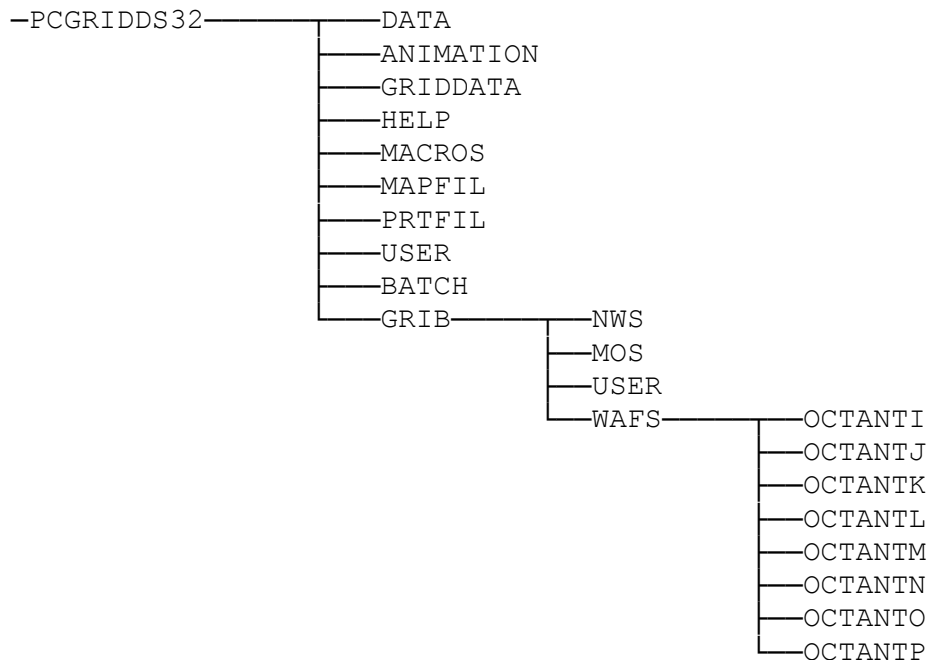 PCGRIDDS32 DATA
ANIMATION
GRIDDATA
HELP
MACROS
MAPFIL
PRTFIL
USER
BATCH
GRIB NWS
MOS
USER
WAFS OCTANTI
OCTANTJ
OCTANTK
OCTANTL
OCTANTM
OCTANTN
OCTANTO
OCTANTP